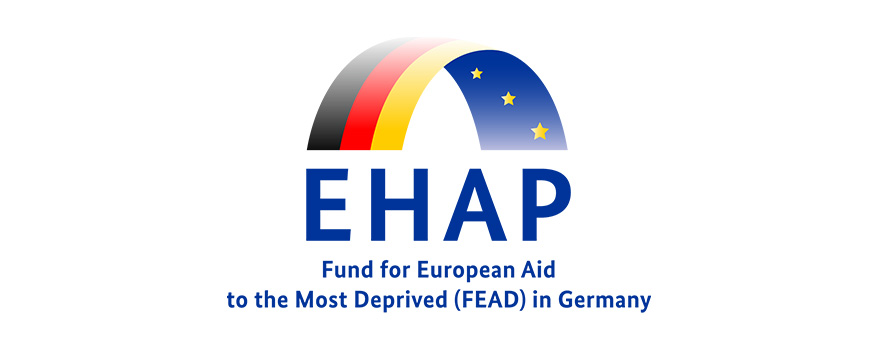 EHAP
Fund for European Aid
to the Most Deprived (FEAD) in Germany